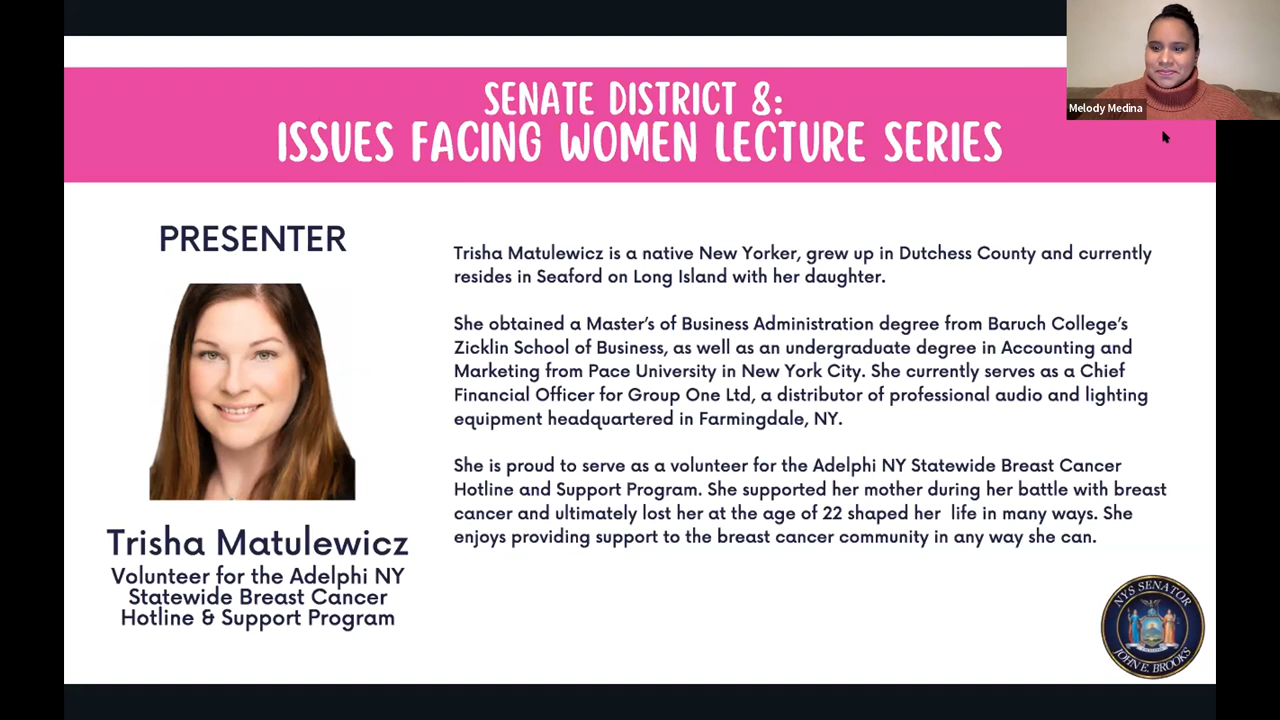 SENATE DISTRICT 8:
ISSUES FACING WOMEN LECTURE SERIES
Melody Medina
PRESENTER
Trisha Matulewicz
Volunteer for the Adelphi NY
Statewide Breast Cancer
Hotline & Support Program
Trisha Matulewicz is a native New Yorker, grew up in Dutchess County and currently
resides in Seaford on Long Island with her daughter.
She obtained a Master's of Business Administration degree from Baruch College's
Zicklin School of Business, as well as an undergraduate degree in Accounting and
Marketing from Pace University in New York City. She currently serves as a Chief
Financial Officer for Group One Ltd, a distributor of professional audio and lighting
equipment headquartered in Farmingdale, NY.
She is proud to serve as a volunteer for the Adelphi NY Statewide Breast Cancer
Hotline and Support Program. She supported her mother during her battle with breast
cancer and ultimately lost her at the age of 22 shaped her  life in many ways. She
enjoys providing support to the breast cancer community in any way she can.
NYS SENATOR
JOHN E. BROOKS